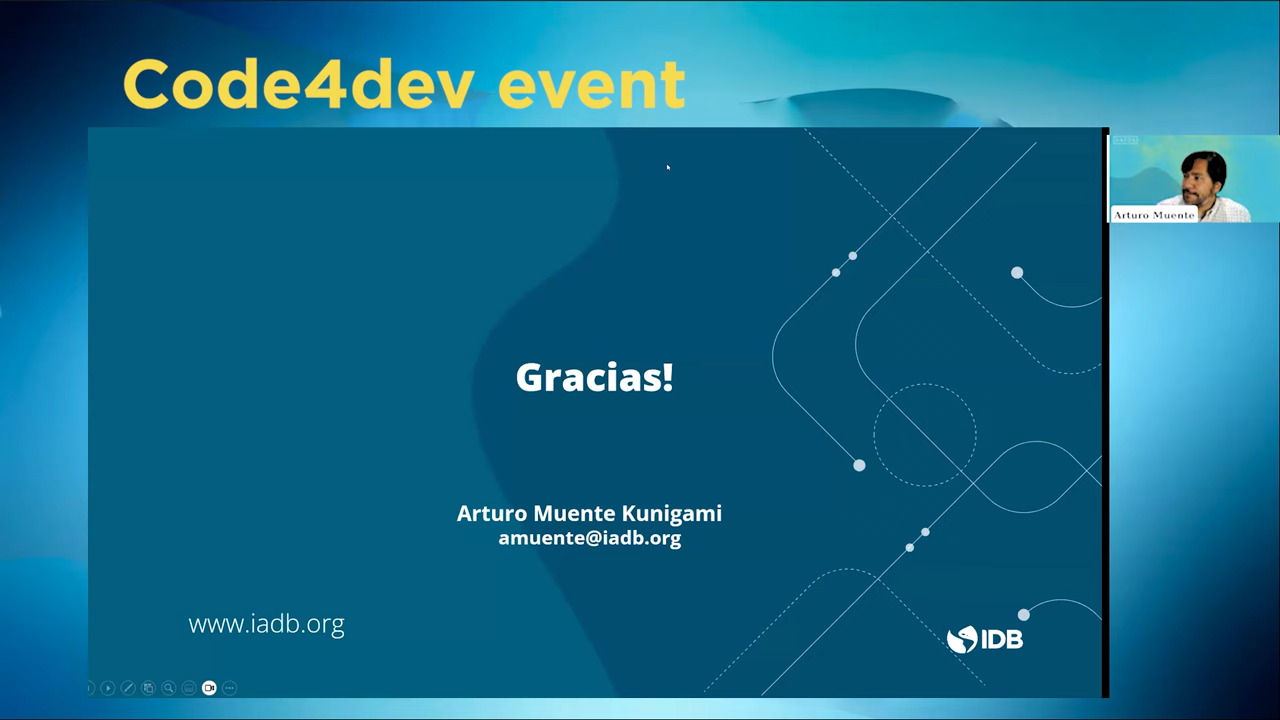 Code4dev event
Arturo Muente
Gracias!
Arturo Muente Kunigami
amuente@iadb.org
www.iadb.org
IDB